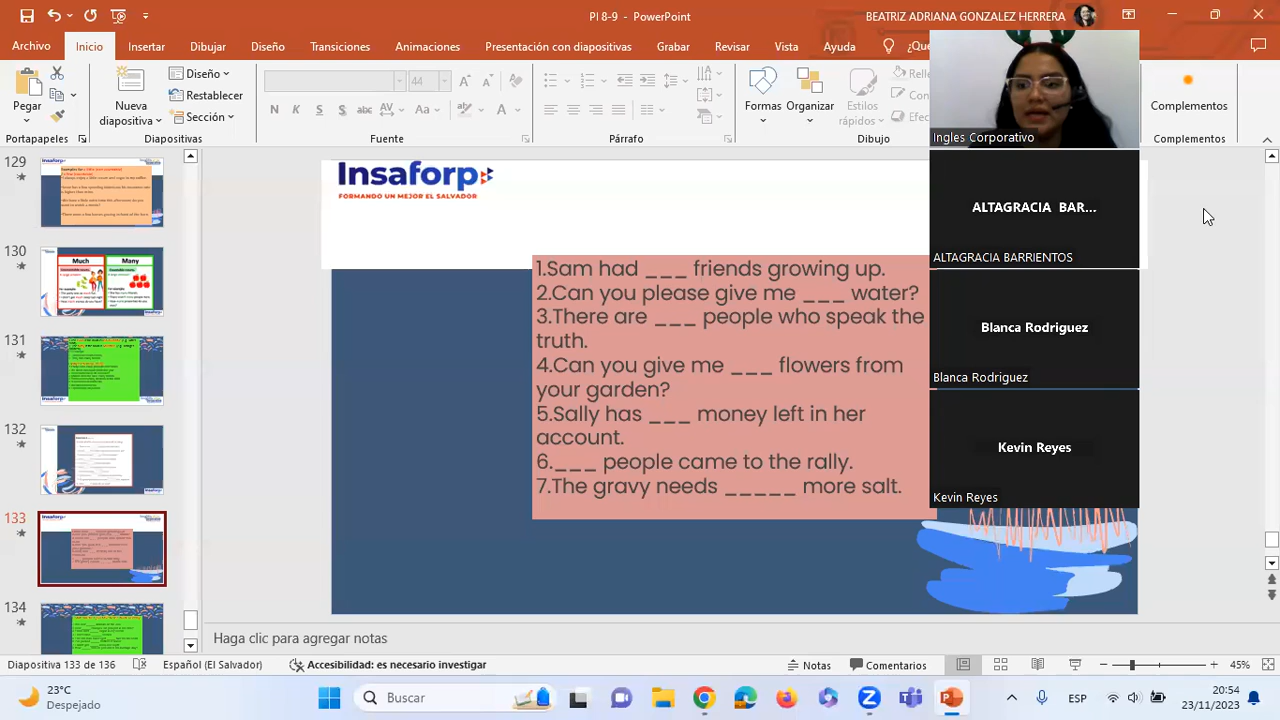 PI 8-9 - PowerPoint
BEATRIZ ADRIANA GONZALEZ HERRERA
Archivo Inicio Insertar Dibujar Diseño Transiciones Animaciones Presentación con diapositivas Grabar Revisar Vista Ayuda
Pegar
Nueva
diapositiva
Diseño
Restablecer
Sección
44
N K S abc AV Aa A
Formas
Organizar
Estilos
rápidos
Complementos
Portapapeles Diapositivas Fuente Párrafo Dibujo Complementos
Ingles Corporativo
ALTAGRACIA BAR...
ALTAGRACIA BARRIENTOS
Blanca Rodriguez
Blanca Rodriguez
Kevin Reyes
Kevin Reyes
129
130
Much Many
131
132
133
134
Insaforp
FORMANDO UN MEJOR EL SALVADOR
1.Sam had ___ friends growing up.
you please give ___ water?
3.There are ___ people who speak the
truth.
4.Can you give me ___ flowers from
your garden?
5.Sally has ___ money left in her
account.
6.___ people came to the rally.
7.The gravy needs _____ more salt.
Haga clic para agregar notas
Diapositiva 133 de 136 Español (El Salvador) Accesibilidad: es necesario investigar Notas Comentarios 45%
23°C
Despejado
Buscar
ESP
20:54
23/11/2023